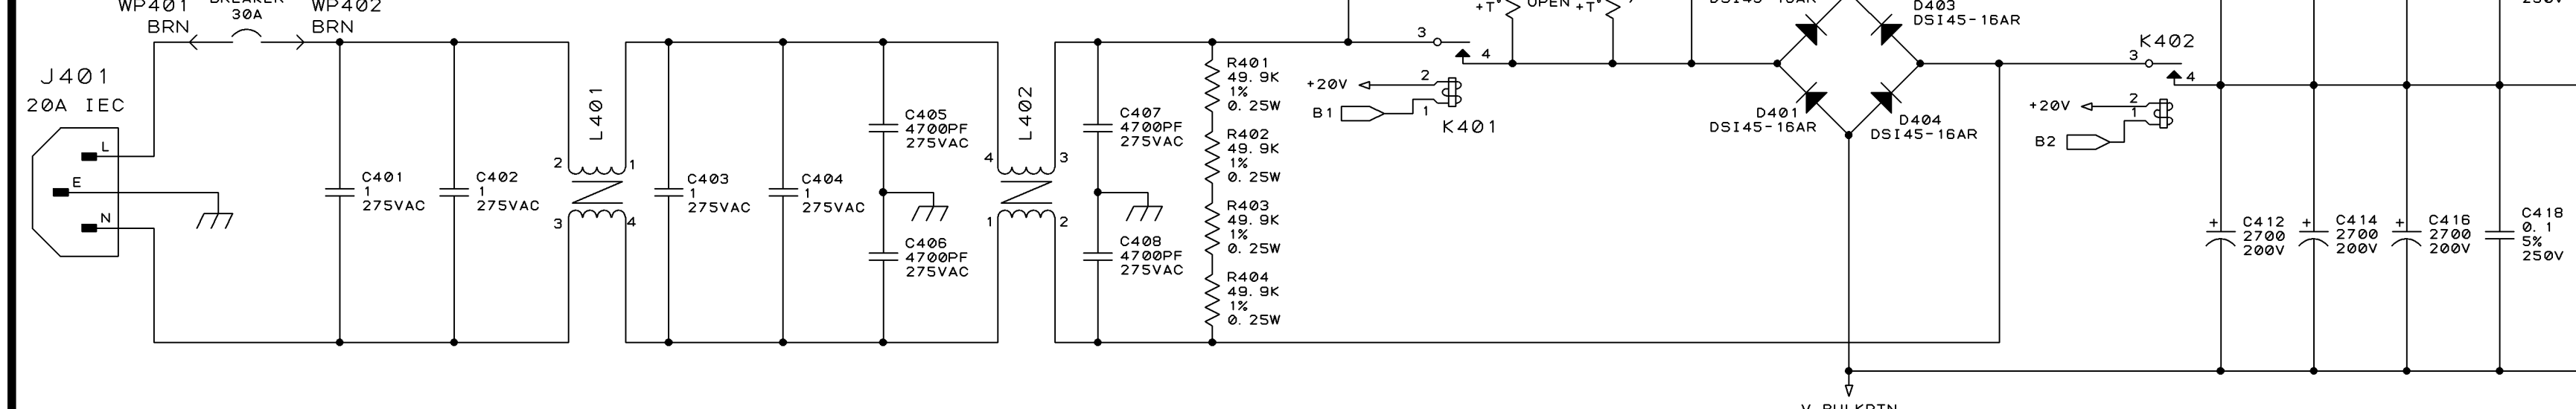 WP401
BRN
BREAKER
30A
WP402
BRN
J401
20A IEC
L
E
N
C401
1
275VAC
C402
1
275VAC
L401
2
1
3
4
C403
1
275VAC
C404
1
275VAC
C405
4700PF
275VAC
C406
4700PF
275VAC
L402
4
3
1
2
C407
4700PF
275VAC
C408
4700PF
275VAC
R401
49.9K
1%
0.25W
R402
49.9K
1%
0.25W
R403
49.9K
1%
0.25W
R404
49.9K
1%
0.25W
3
4
+20V
2
B1
1
K401
+T°
OPEN
+T°
DSI45-16AR
D403
DSI45-16AR
D401
DSI45-16AR
D404
DSI45-16AR
K402
3
4
+20V
2
1
B2
+
C412
2700
200V
+
C414
2700
200V
+
C416
2700
200V
C418
0.1
5%
250V
250V